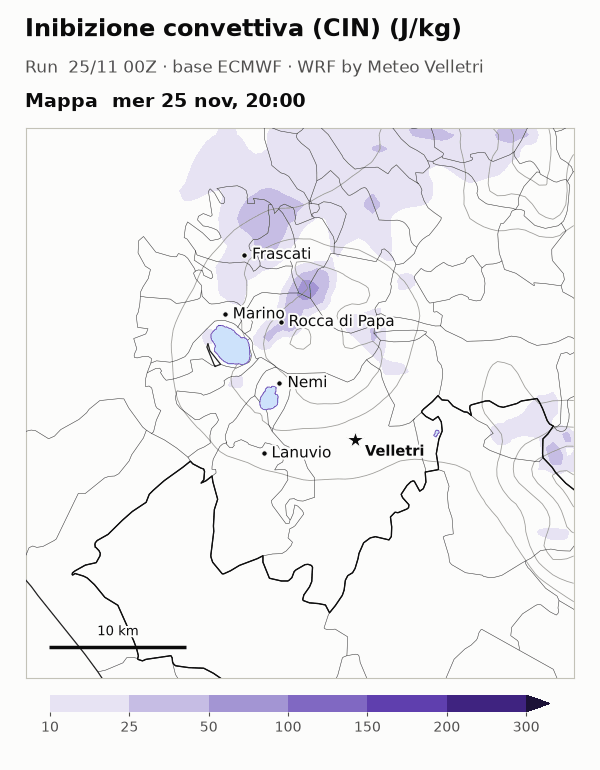 Inibizione convettiva (CIN) (J/kg)
Run  25/11 00Z · base ECMWF · WRF by Meteo Velletri
Mappa  mer 25 nov, 20:00
Frascati
Marino
Rocca di Papa
Nemi
Velletri
Lanuvio
10 km
10 25 50 100 150 200 300